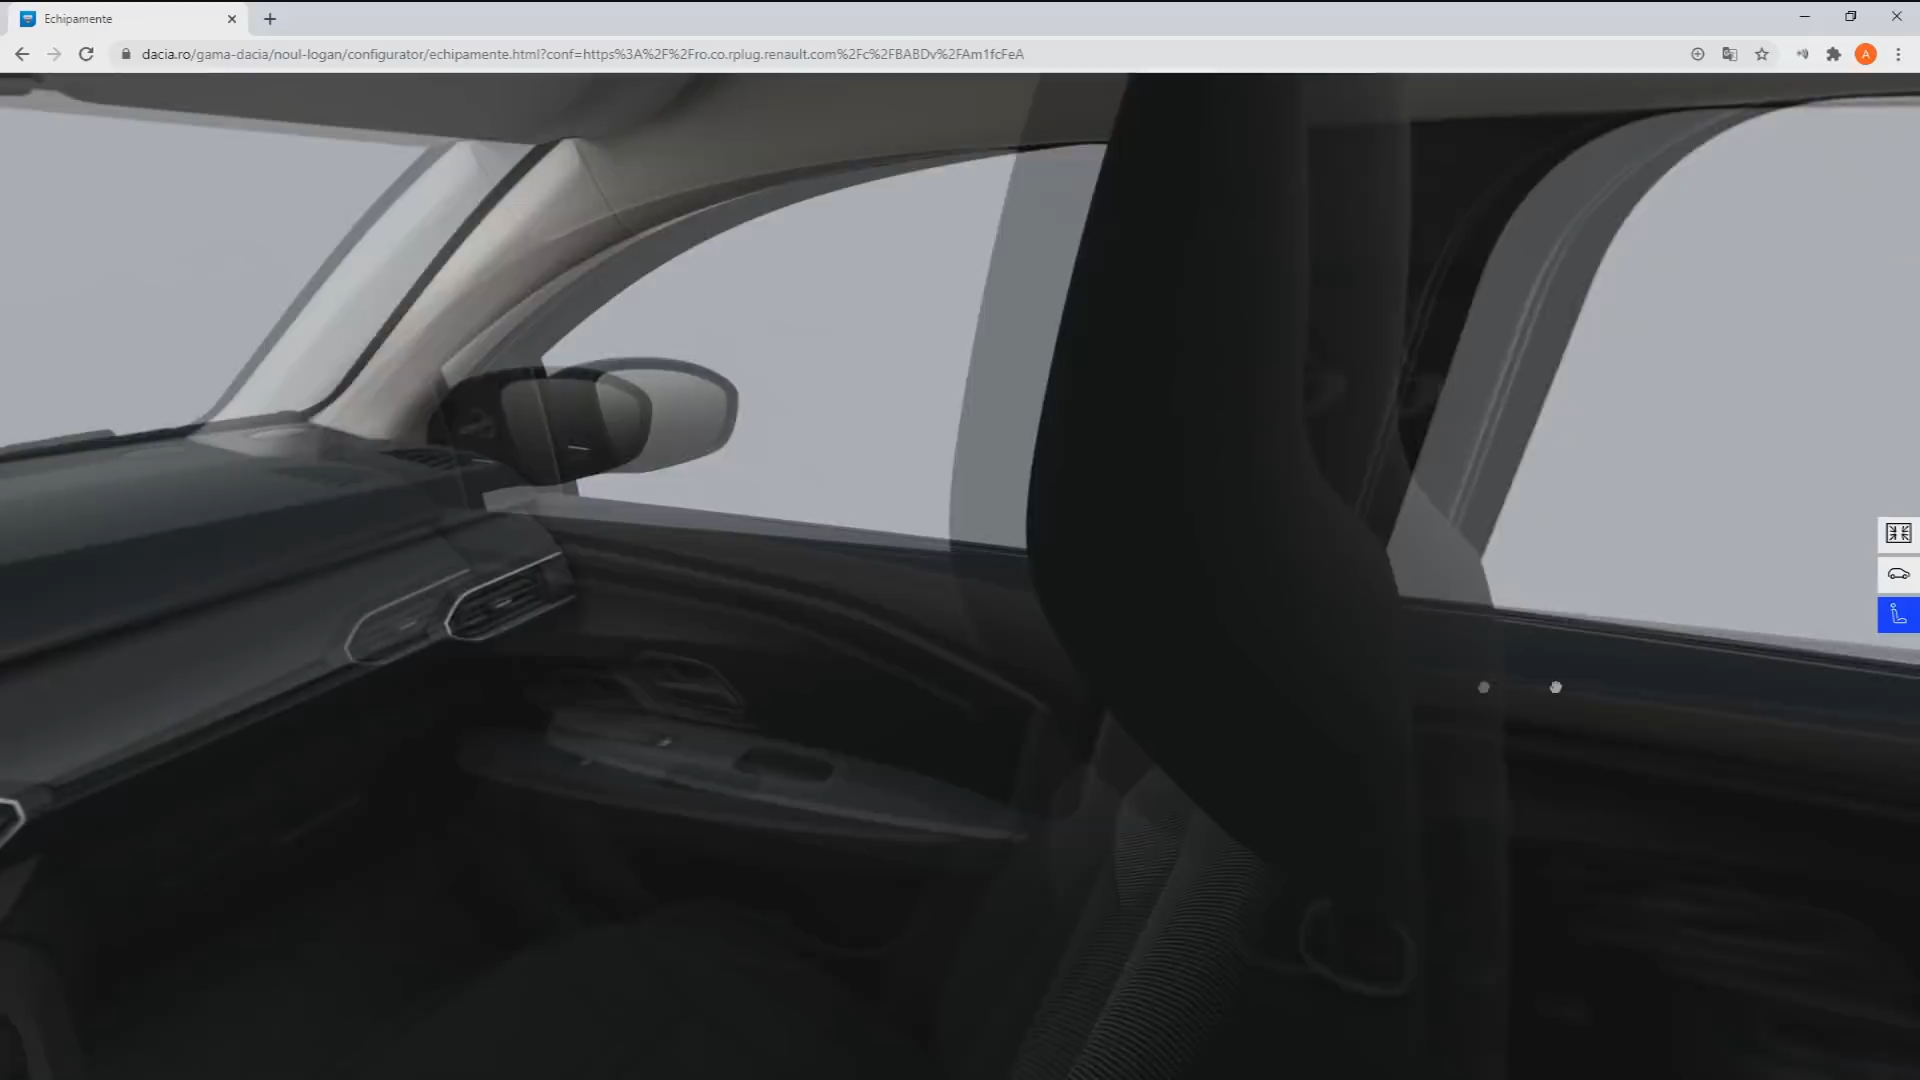 Echipamente
dacia.ro/gama-dacia/noul-logan/configurator/echipamente.html?conf=https%3A%2F%2Fro.co.rplug.renault.com%2Fc%2FBABDv%2FAm1fcFeA
A